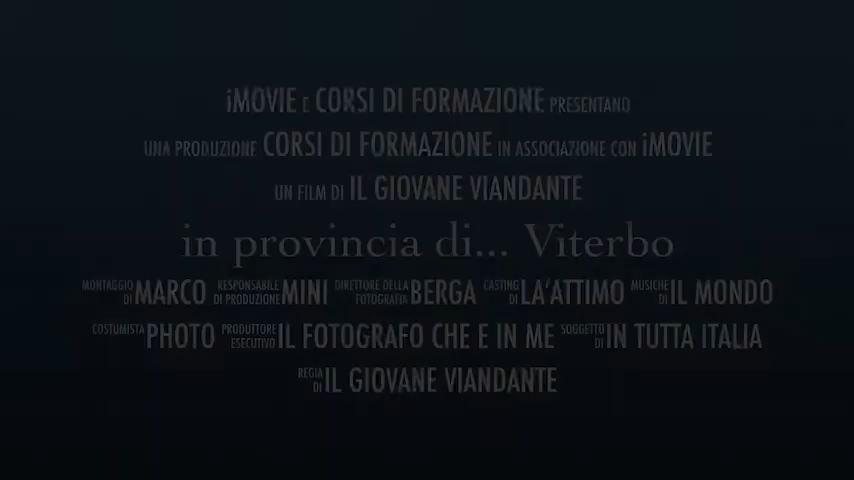 iMOVIE E CORSI DI FORMAZIONE PRESENTANO
UNA PRODUZIONE CORSI DI FORMAZIONE IN ASSOCIAZIONE CON iMOVIE
UN FILM DI IL GIOVANE VIANDANTE
in provincia di... Viterbo
MONTAGGIO DI MARCO RESPONSABILE DI PRODUZIONE MINI DIRETTORE DELLA FOTOGRAFIA BERGA CASTING DI LA'ATTIMO MUSICHE DI IL MONDO
COSTUMISTA PHOTO PRODUTTORE ESECUTIVO IL FOTOGRAFO CHE E IN ME SOGGETTO DI IN TUTTA ITALIA
REGIA DI IL GIOVANE VIANDANTE